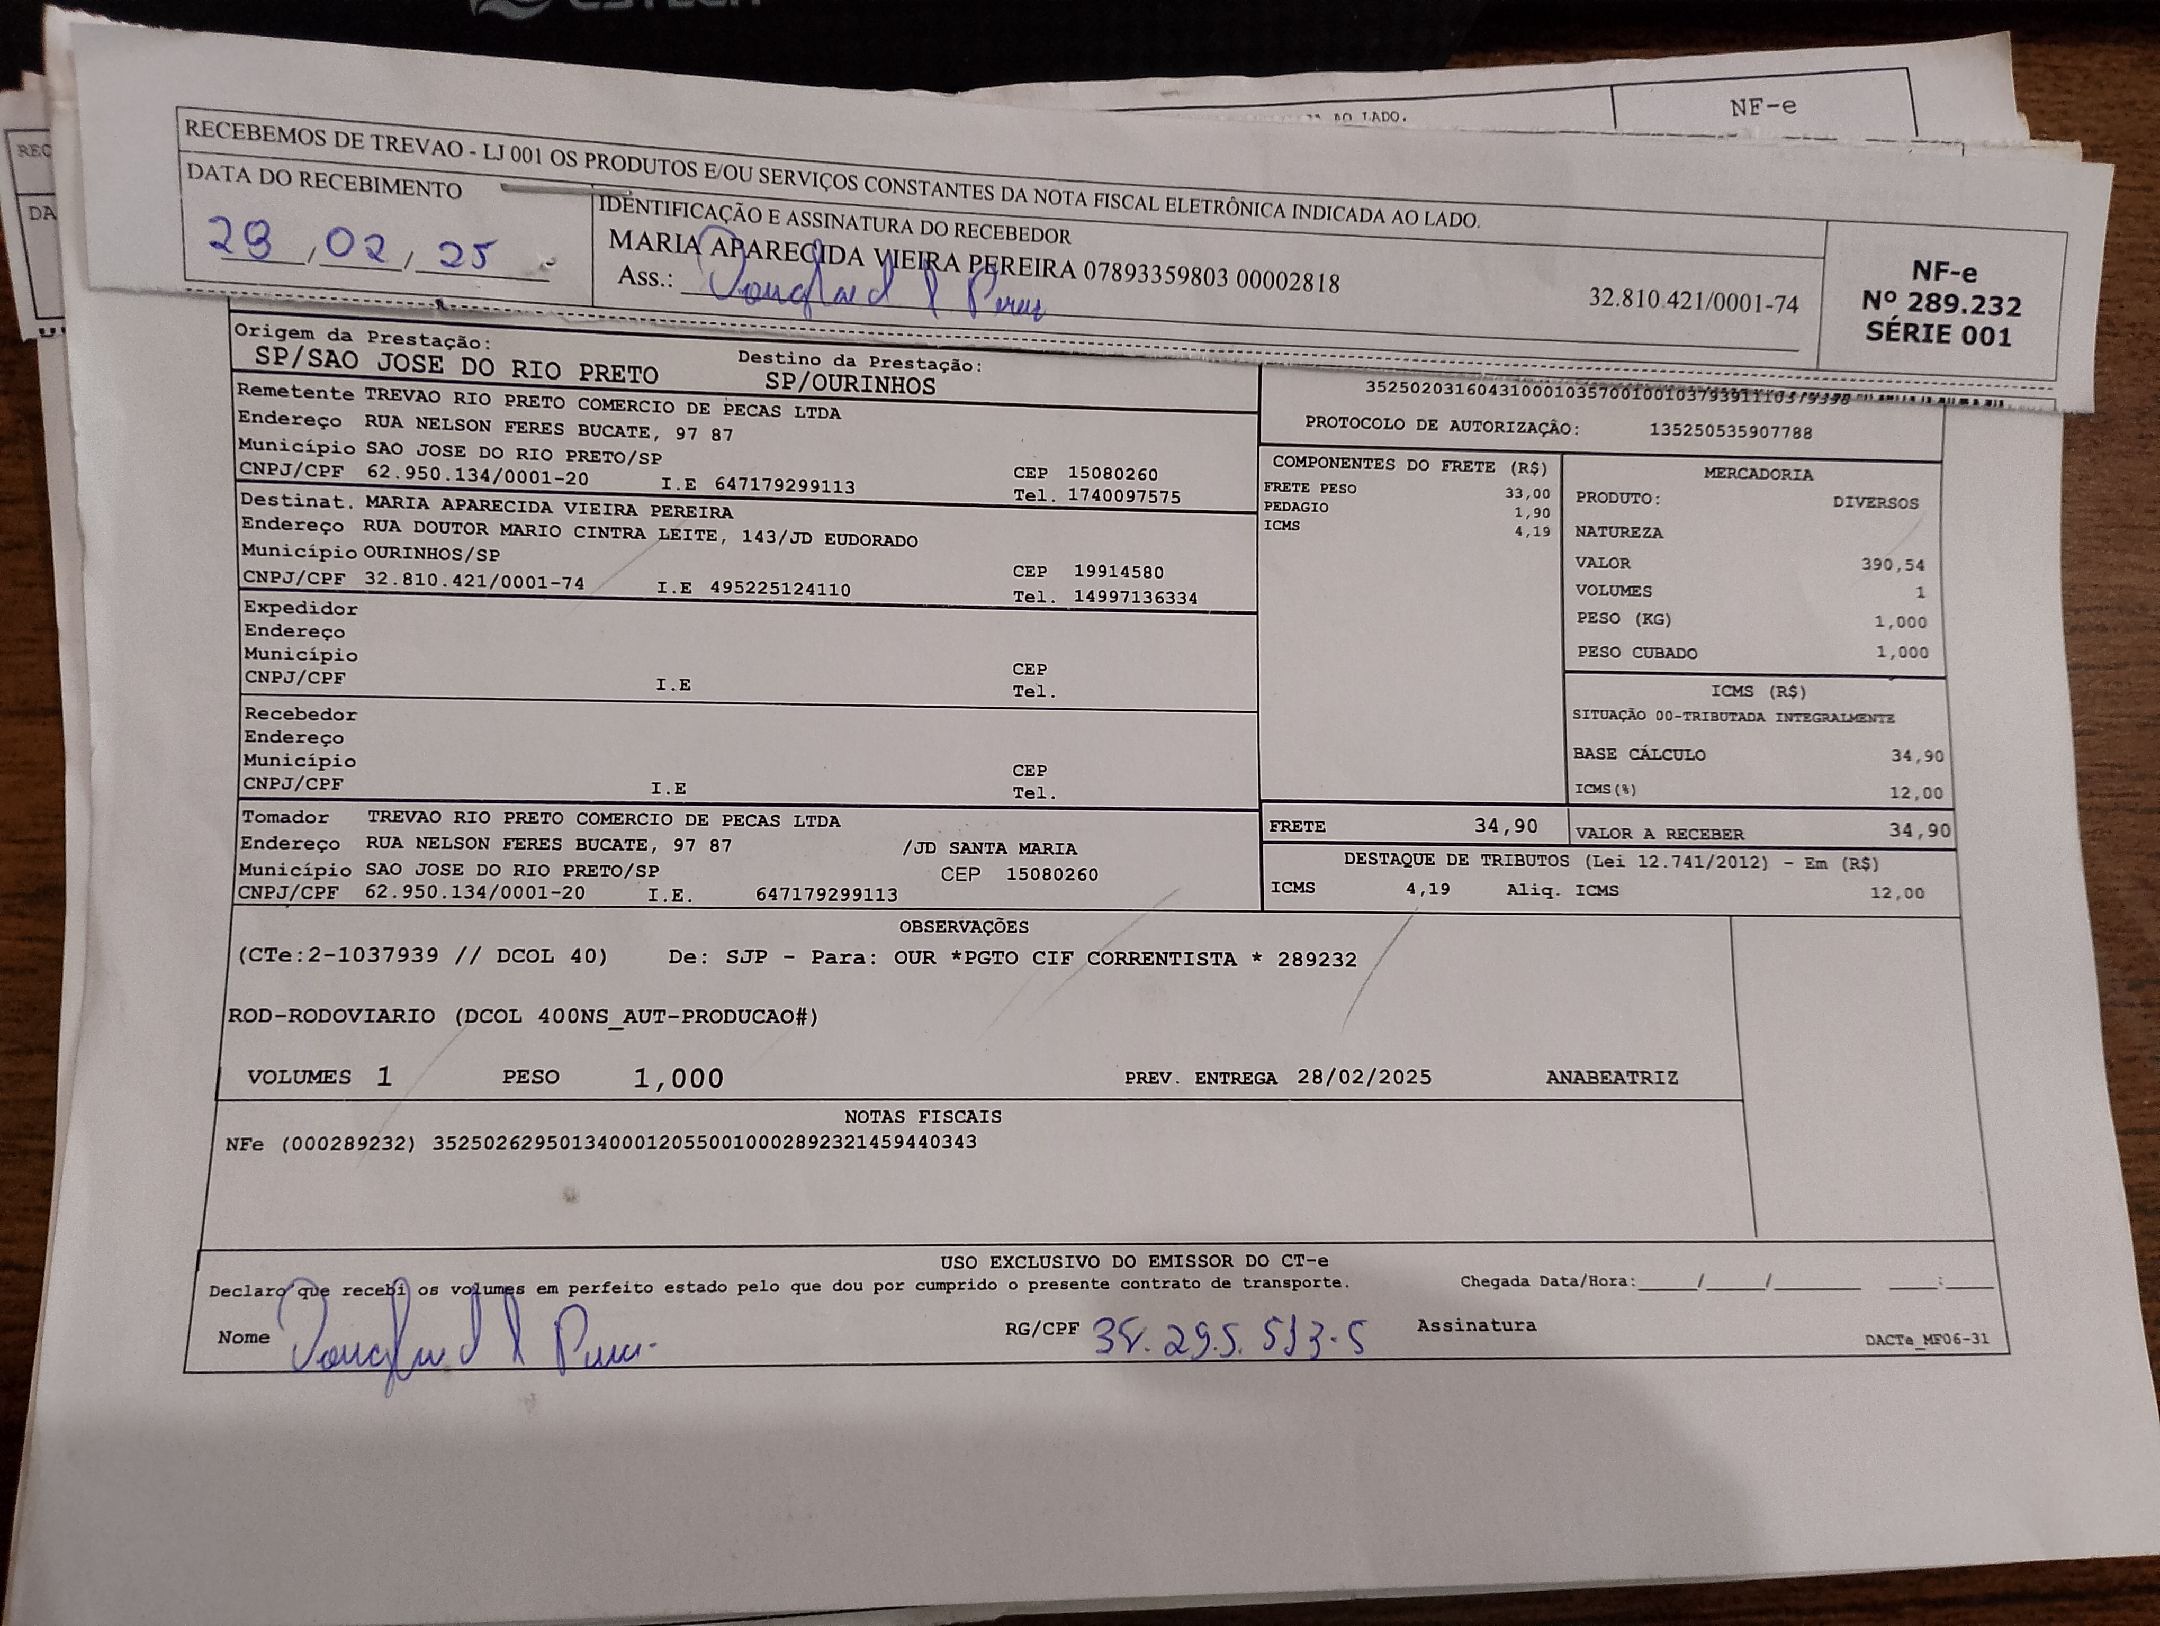 NF-e
AO LADO.
REC
DA
RECEBEMOS DE TREVAO - LJ 001 OS PRODUTOS E/OU SERVIÇOS CONSTANTES DA NOTA FISCAL ELETRÔNICA INDICADA AO LADO.
DATA DO RECEBIMENTO
IDENTIFICAÇÃO E ASSINATURA DO RECEBEDOR
MARIA APARECIDA VIEIRA PEREIRA 07893359803 00002818
/02/25
Ass.:
32.810.421/0001-74
NF-e
Nº 289.232
SÉRIE 001
Origem da Prestação:
SP/SAO JOSE DO RIO PRETO
Destino da Prestação:
SP/OURINHOS
PROTOCOLO DE AUTORIZAÇÃO: 135250535907788
Remetente TREVAO RIO PRETO COMERCIO DE PECAS LTDA
Endereço RUA NELSON FERES BUCATE, 97 87
Município SAO JOSE DO RIO PRETO/SP
CEP 15080260
CNPJ/CPF 62.950.134/0001-20 I.E 647179299113 Tel. 1740097575
Destinat. MARIA APARECIDA VIEIRA PEREIRA
Endereço RUA DOUTOR MARIO CINTRA LEITE, 143/JD EUDORADO
Município OURINHOS/SP
CEP 19914580
CNPJ/CPF 32.810.421/0001-74 I.E 495225124110 Tel. 14997136334
Expedidor
Endereço
Município
CEP
CNPJ/CPF I.E Tel.
Recebedor
Endereço
Município
CEP
CNPJ/CPF I.E Tel.
Tomador TREVAO RIO PRETO COMERCIO DE PECAS LTDA
Endereço RUA NELSON FERES BUCATE, 97 87 /JD SANTA MARIA
Município SAO JOSE DO RIO PRETO/SP CEP 15080260
CNPJ/CPF 62.950.134/0001-20 I.E. 647179299113
COMPONENTES DO FRETE (R$)
FRETE PESO 33,00
PEDAGIO 1,90
ICMS 4,19
MERCADORIA
PRODUTO: DIVERSOS
NATUREZA
VALOR 390,54
VOLUMES 1
PESO (KG) 1,000
PESO CUBADO 1,000
ICMS (R$)
SITUAÇÃO 00-TRIBUTADA INTEGRALMENTE
BASE CÁLCULO 34,90
ICMS(%) 12,00
FRETE 34,90 VALOR A RECEBER 34,90
DESTAQUE DE TRIBUTOS (Lei 12.741/2012) - Em (R$)
ICMS 4,19 Aliq. ICMS 12,00
OBSERVAÇÕES
(CTe:2-1037939 // DCOL 40) De: SJP - Para: OUR *PGTO CIF CORRENTISTA * 289232
ROD-RODOVIARIO (DCOL 400NS_AUT-PRODUCAO#)
VOLUMES 1 PESO 1,000 PREV. ENTREGA 28/02/2025 ANABEATRIZ
NOTAS FISCAIS
NFe (000289232) 35250262950134000120550010002892321459440343
USO EXCLUSIVO DO EMISSOR DO CT-e
Declaro que recebi os volumes em perfeito estado pelo que dou por cumprido o presente contrato de transporte. Chegada Data/Hora:____/____/______ ___:___
Nome
RG/CPF
Assinatura
DACTe_MF06-31